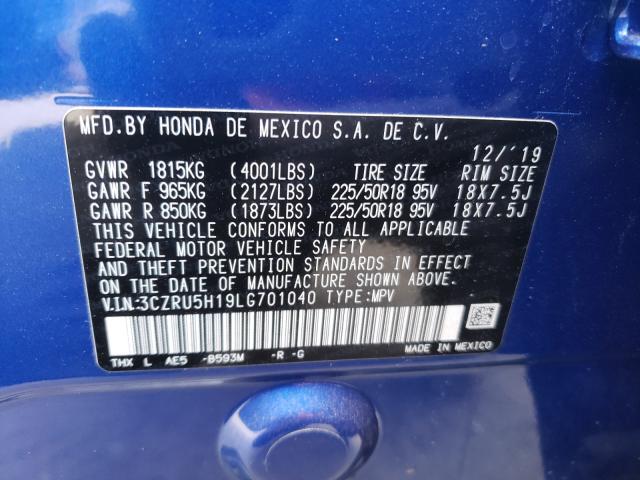 MFD.BY HONDA DE MEXICO S.A. DE C.V.
12/'19
GVWR 1815KG (4001LBS) TIRE SIZE RIM SIZE
GAWR F 965KG (2127LBS) 225/50R18 95V 18X7.5J
GAWR R 850KG (1873LBS) 225/50R18 95V 18X7.5J
THIS VEHICLE CONFORMS TO ALL APPLICABLE
FEDERAL MOTOR VEHICLE SAFETY
AND THEFT PREVENTION STANDARDS IN EFFECT
ON THE DATE OF MANUFACTURE SHOWN ABOVE.
V.I.N:3CZRU5H19LG701040 TYPE:MPV
THX L AE5 -B593M -R -G
MADE IN MEXICO